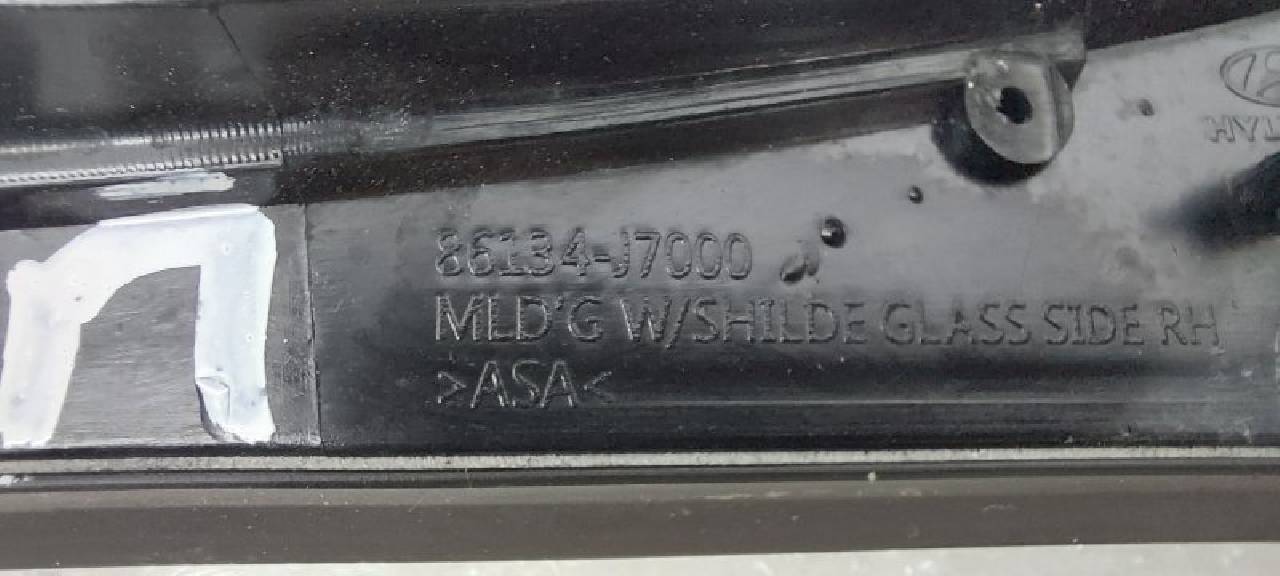 86134-J7000
MLD'G W/SHILDE GLASS SIDE RH
>ASA<